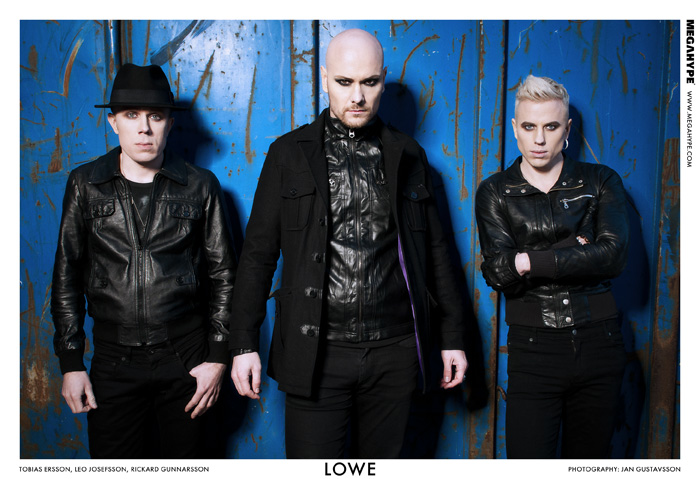 MEGAHYPE WWW.MEGAHYPE.COM
TOBIAS ERSSON, LEO JOSEFSSON, RICKARD GUNNARSSON
LOWE
PHOTOGRAPHY: JAN GUSTAVSSON